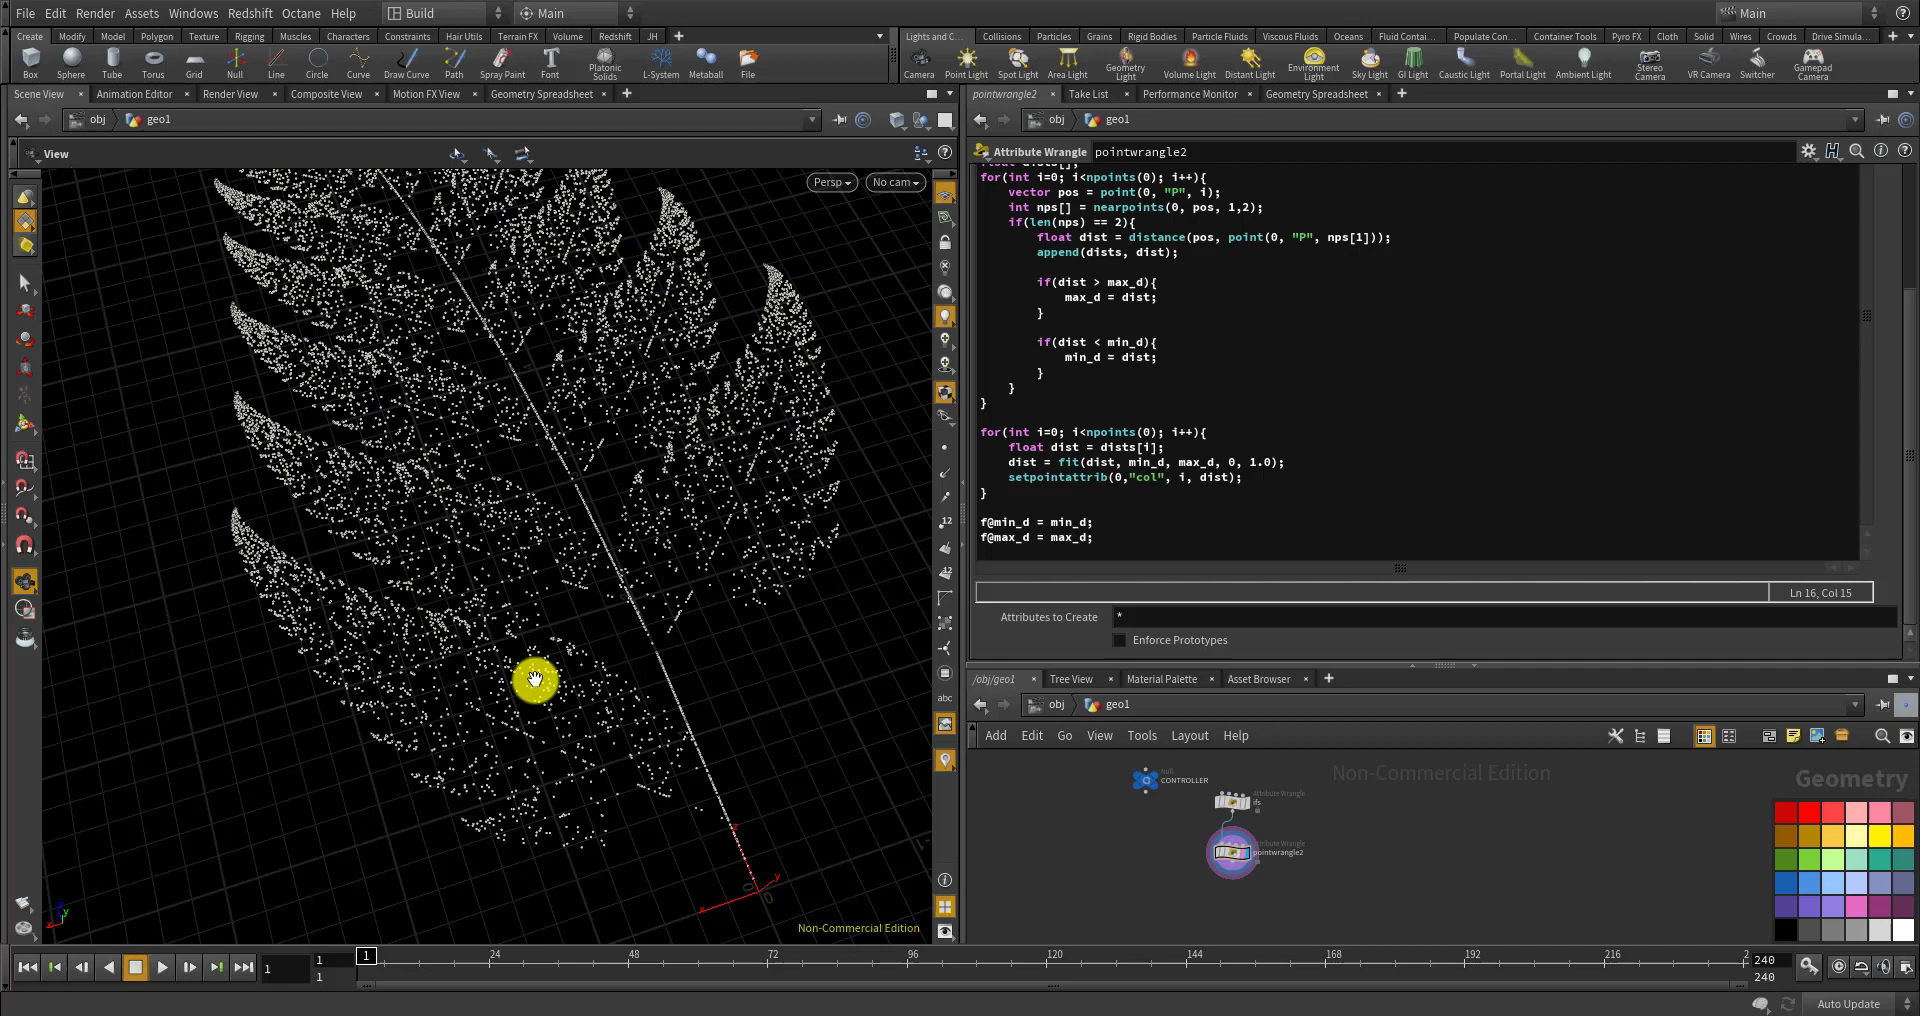 File Edit Render Assets Windows Redshift Octane Help Build Main Main
Create Modify Model Polygon Texture Rigging Muscles Characters Constraints Hair Utils Terrain FX Volume Redshift JH
Box Sphere Tube Torus Grid Null Line Circle Curve Draw Curve Path Spray Paint Font Platonic Solids L-System Metaball File
Lights and C... Collisions Particles Grains Rigid Bodies Particle Fluids Viscous Fluids Oceans Fluid Contai... Populate Con... Container Tools Pyro FX Cloth Solid Wires Crowds Drive Simula...
Camera Point Light Spot Light Area Light Geometry Light Volume Light Distant Light Environment Light Sky Light GI Light Caustic Light Portal Light Ambient Light Stereo Camera VR Camera Switcher Gamepad Camera
Scene View Animation Editor Render View Composite View Motion FX View Geometry Spreadsheet
obj geo1
View
Persp No cam
Non-Commercial Edition
pointwrangle2 Take List Performance Monitor Geometry Spreadsheet
obj geo1
Attribute Wrangle pointwrangle2
for(int i=0; i<npoints(0); i++){
vector pos = point(0, "P", i);
int nps[] = nearpoints(0, pos, 1,2);
if(len(nps) == 2){
float dist = distance(pos, point(0, "P", nps[1]));
append(dists, dist);
if(dist > max_d){
max_d = dist;
}
if(dist < min_d){
min_d = dist;
}
}
}
for(int i=0; i<npoints(0); i++){
float dist = dists[i];
dist = fit(dist, min_d, max_d, 0, 1.0);
setpointattrib(0,"col", i, dist);
}
f@min_d = min_d;
f@max_d = max_d;
Ln 16, Col 15
Attributes to Create *
Enforce Prototypes
/obj/geo1 Tree View Material Palette Asset Browser
obj geo1
Add Edit Go View Tools Layout Help
Non-Commercial Edition
Geometry
null
CONTROLLER
Attribute Wrangle
ifs
Attribute Wrangle
pointwrangle2
abc
12
12
x y z
1 1 1 1 24 48 72 96 120 144 168 192 216 2 240 240
Auto Update